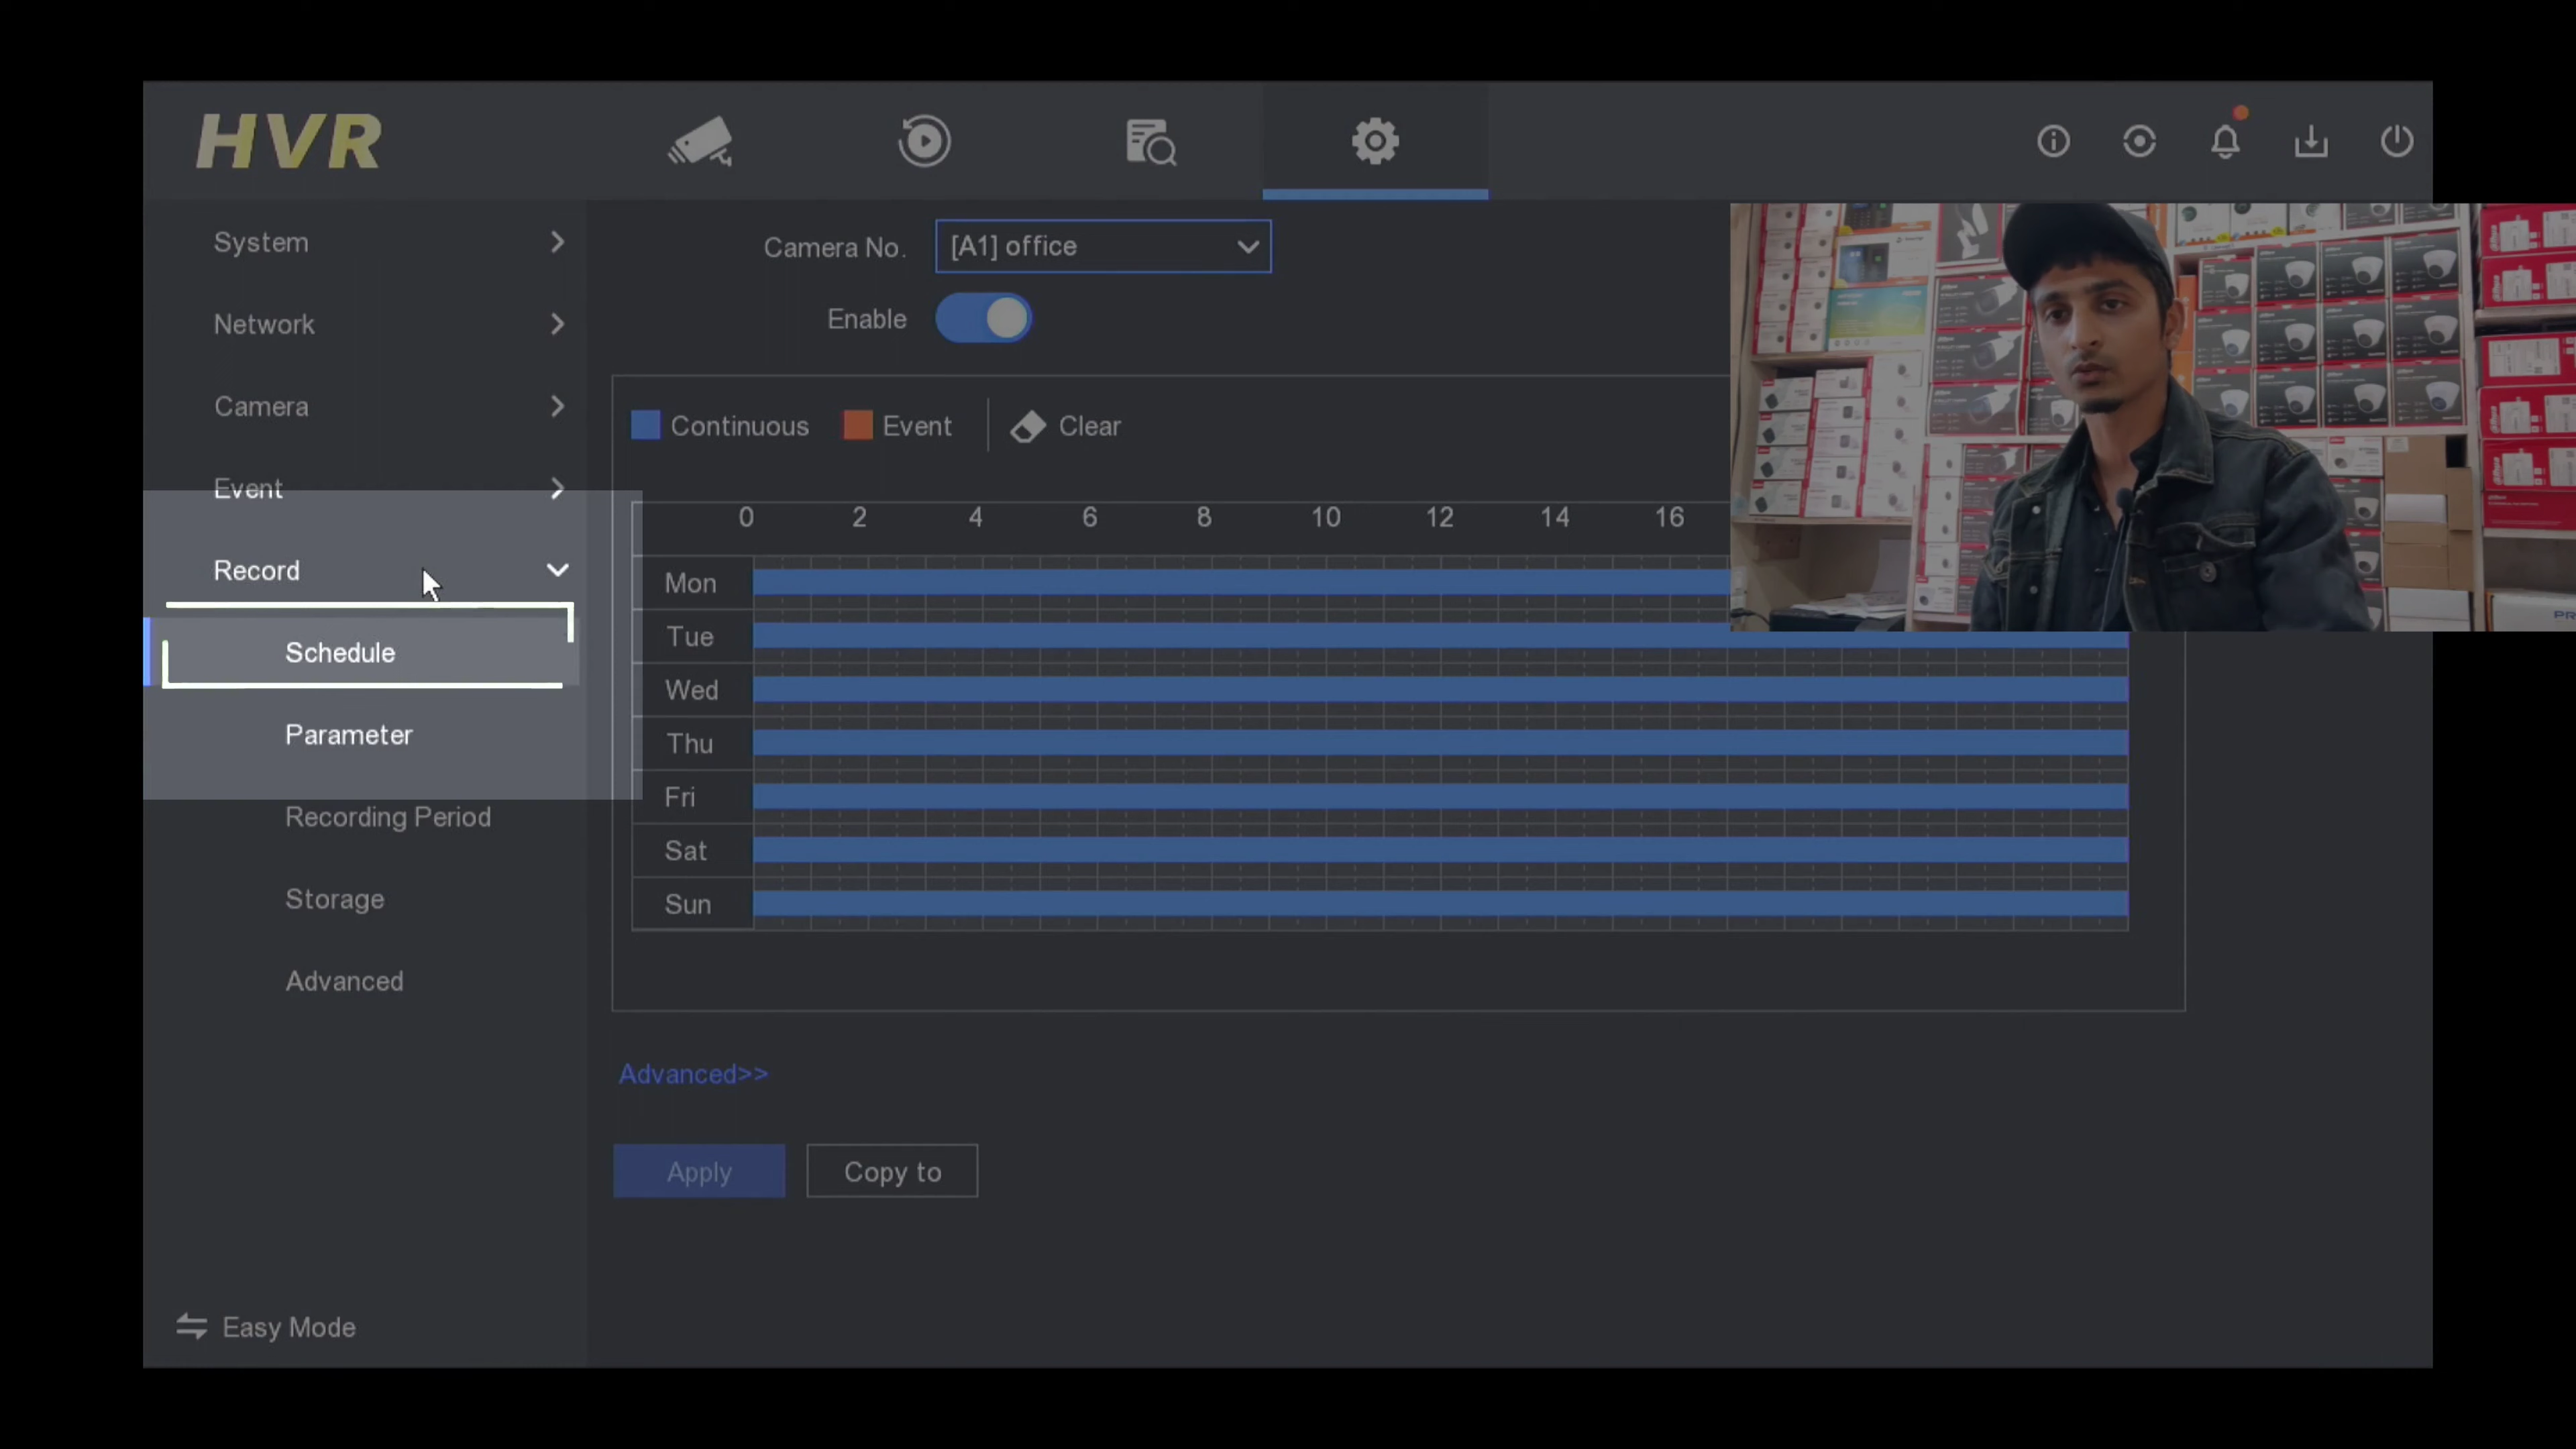 HVR
System
Network
Camera
Event
Record
Schedule
Parameter
Recording Period
Storage
Advanced
Easy Mode
Camera No. [A1] office
Enable
Continuous Event Clear
0 2 4 6 8 10 12 14 16
Mon
Tue
Wed
Thu
Fri
Sat
Sun
Advanced>>
Apply Copy to